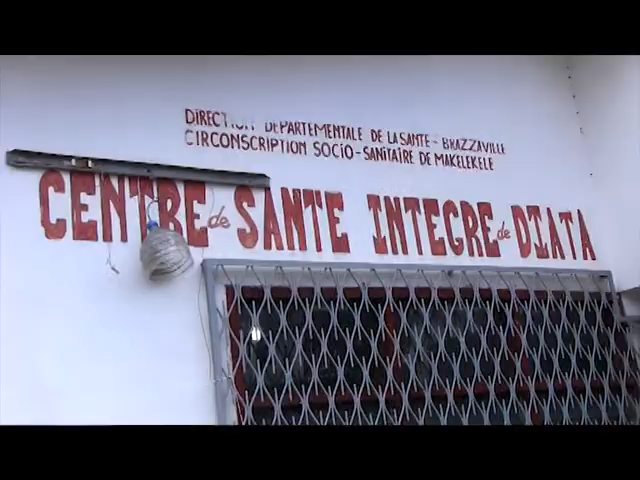 DIRECTION DEPARTEMENTALE DE LA SANTE-BRAZZAVILLE
CIRCONSCRIPTION SOCIO-SANITAIRE DE MAKELEKELE
CENTRE de SANTE INTEGRE de DIATA